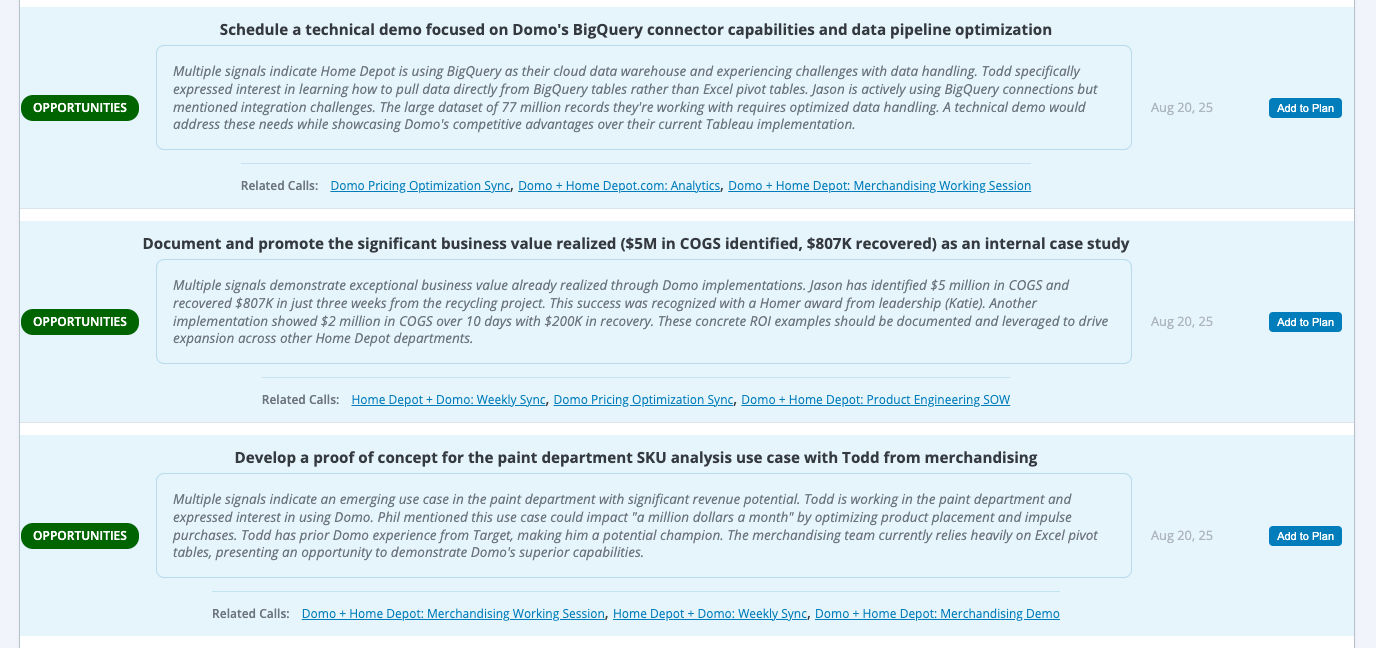 Schedule a technical demo focused on Domo's BigQuery connector capabilities and data pipeline optimization
Multiple signals indicate Home Depot is using BigQuery as their cloud data warehouse and experiencing challenges with data handling. Todd specifically
expressed interest in learning how to pull data directly from BigQuery tables rather than Excel pivot tables. Jason is actively using BigQuery connections but
mentioned integration challenges. The large dataset of 77 million records they're working with requires optimized data handling. A technical demo would
address these needs while showcasing Domo's competitive advantages over their current Tableau implementation.
OPPORTUNITIES
Aug 20, 25
Add to Plan
Related Calls: Domo Pricing Optimization Sync, Domo + Home Depot.com: Analytics, Domo + Home Depot: Merchandising Working Session
Document and promote the significant business value realized ($5M in COGS identified, $807K recovered) as an internal case study
Multiple signals demonstrate exceptional business value already realized through Domo implementations. Jason has identified $5 million in COGS and
recovered $807K in just three weeks from the recycling project. This success was recognized with a Homer award from leadership (Katie). Another
implementation showed $2 million in COGS over 10 days with $200K in recovery. These concrete ROI examples should be documented and leveraged to drive
expansion across other Home Depot departments.
OPPORTUNITIES
Aug 20, 25
Add to Plan
Related Calls: Home Depot + Domo: Weekly Sync, Domo Pricing Optimization Sync, Domo + Home Depot: Product Engineering SOW
Develop a proof of concept for the paint department SKU analysis use case with Todd from merchandising
Multiple signals indicate an emerging use case in the paint department with significant revenue potential. Todd is working in the paint department and
expressed interest in using Domo. Phil mentioned this use case could impact "a million dollars a month" by optimizing product placement and impulse
purchases. Todd has prior Domo experience from Target, making him a potential champion. The merchandising team currently relies heavily on Excel pivot
tables, presenting an opportunity to demonstrate Domo's superior capabilities.
OPPORTUNITIES
Aug 20, 25
Add to Plan
Related Calls: Domo + Home Depot: Merchandising Working Session, Home Depot + Domo: Weekly Sync, Domo + Home Depot: Merchandising Demo